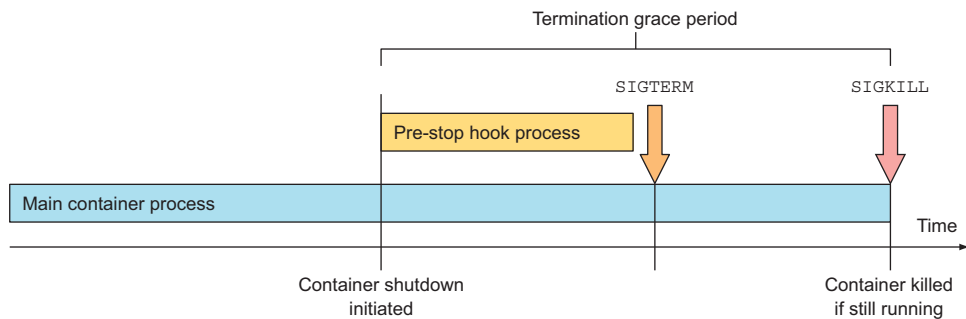 Termination grace period
SIGTERM
SIGKILL
Pre-stop hook process
Main container process
Time
Container shutdown
initiated
Container killed
if still running